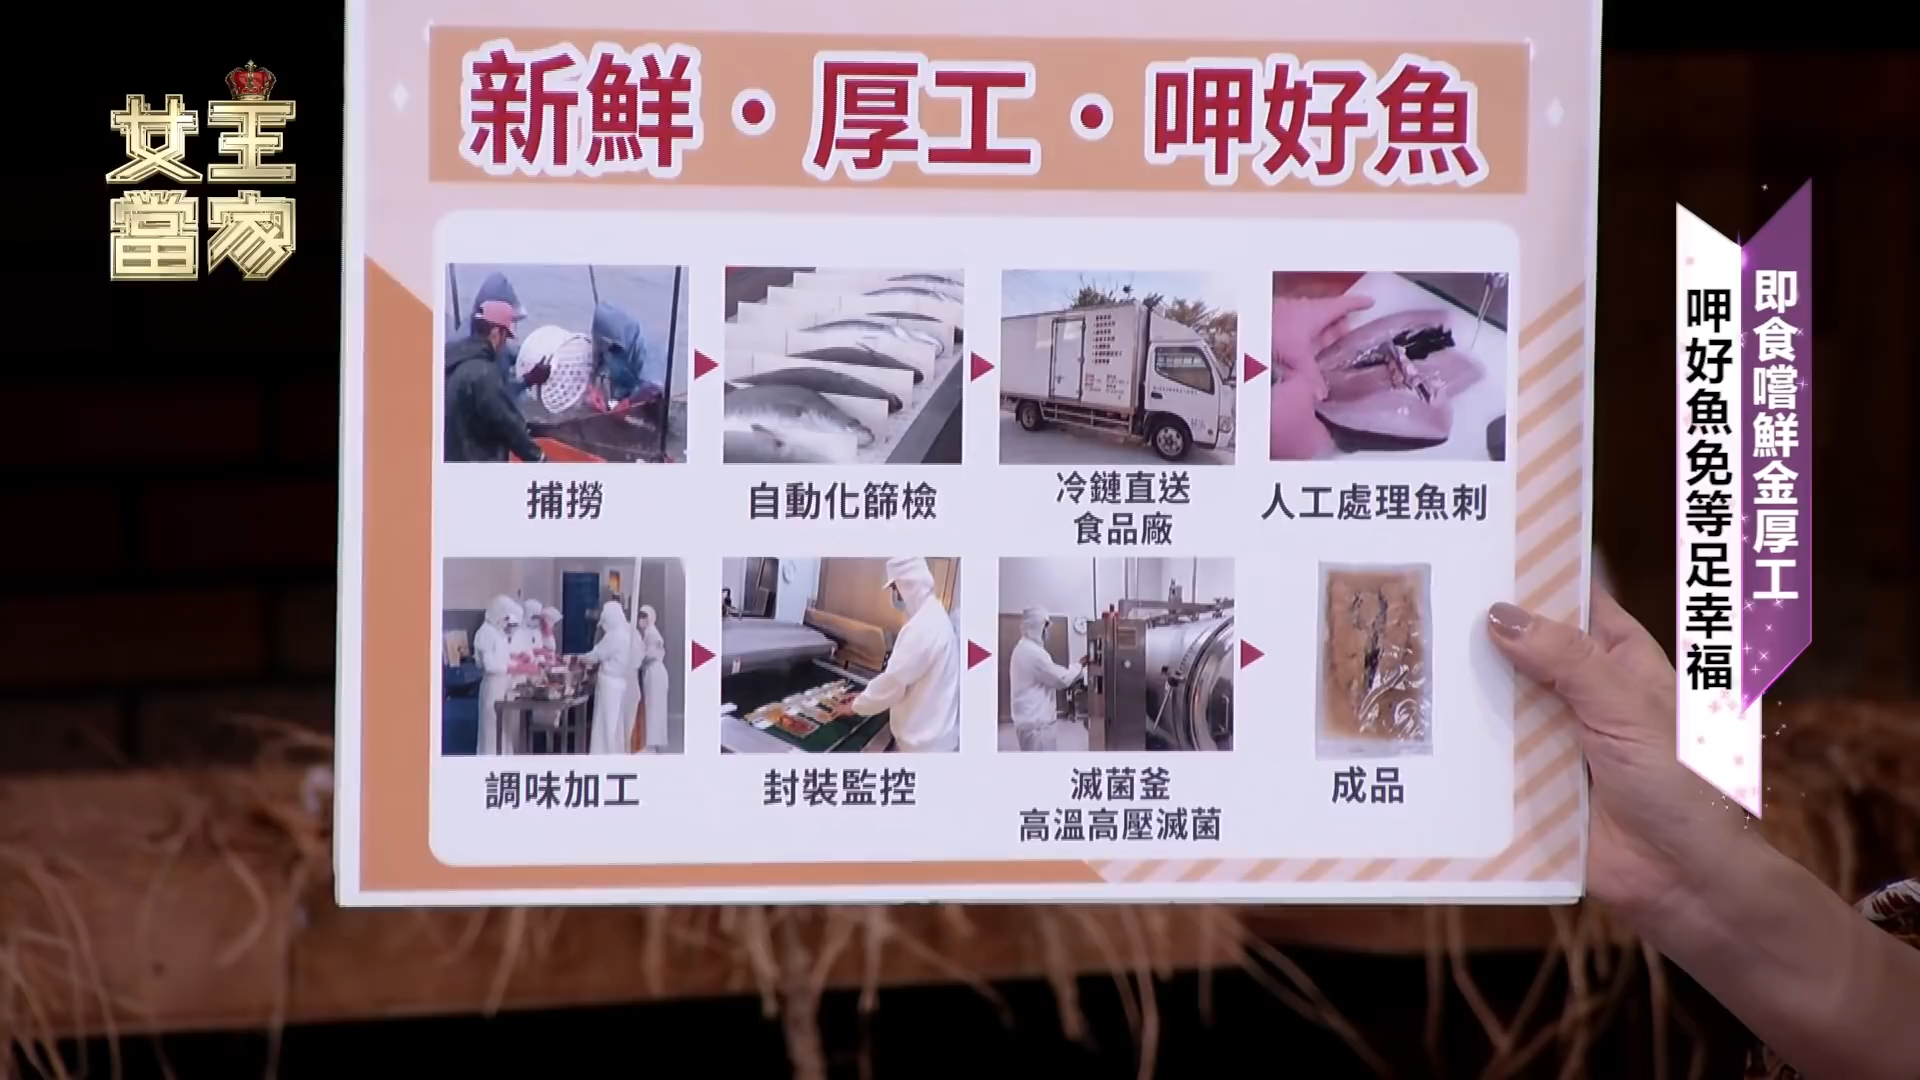 女王
當家
新鮮・厚工・呷好魚
捕撈
自動化篩檢
冷鏈直送
食品廠
人工處理魚刺
調味加工
封裝監控
滅菌釜
高溫高壓滅菌
成品
即食嚐鮮金厚工
呷好魚免等足幸福